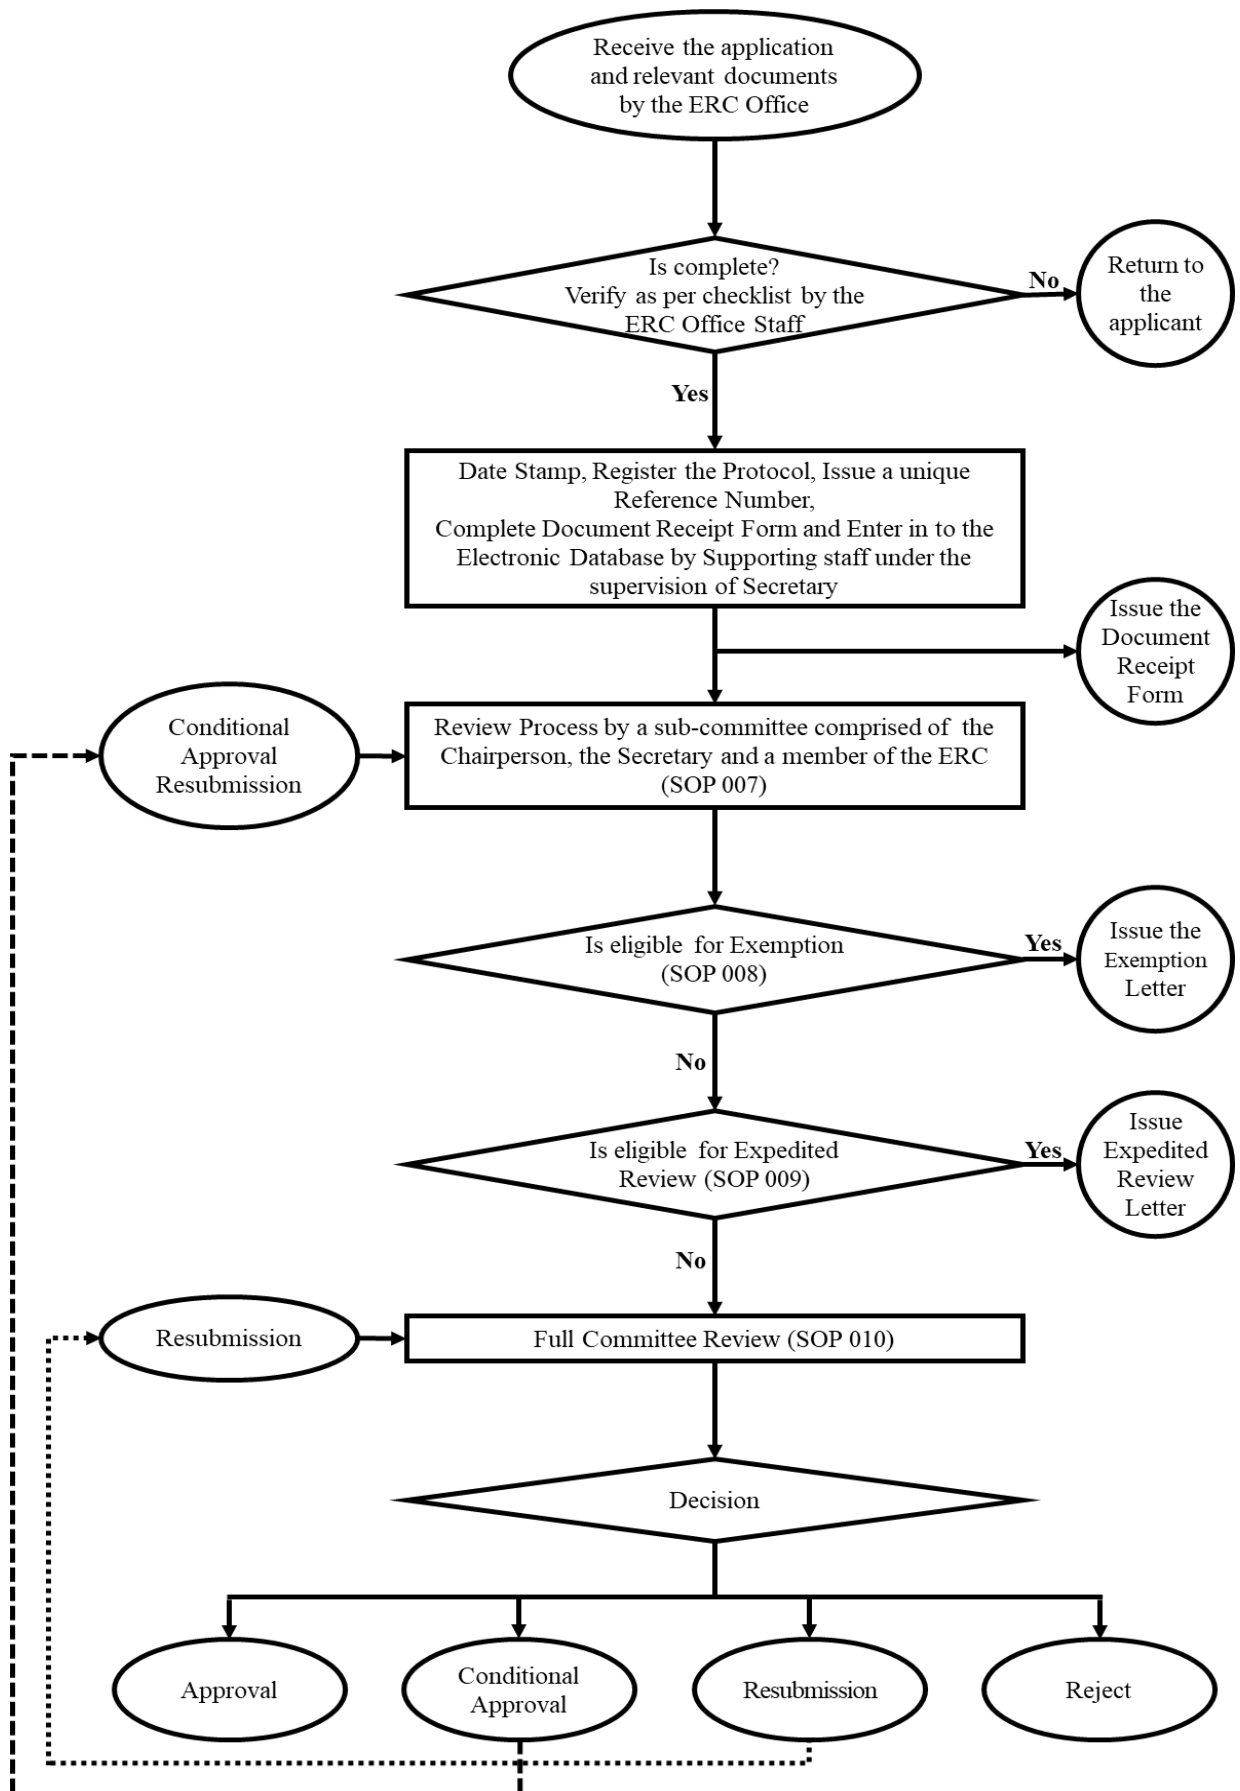 Receive the application
and relevant documents
by the ERC Office
Is complete?
Verify as per checklist by the
ERC Office Staff
No
Return to
the
applicant
Yes
Date Stamp, Register the Protocol, Issue a unique
Reference Number,
Complete Document Receipt Form and Enter in to the
Electronic Database by Supporting staff under the
supervision of Secretary
Issue the
Document
Receipt
Form
Conditional
Approval
Resubmission
Review Process by a sub-committee comprised of the
Chairperson, the Secretary and a member of the ERC
(SOP 007)
Is eligible for Exemption
(SOP 008)
Yes
Issue the
Exemption
Letter
No
Is eligible for Expedited
Review (SOP 009)
Yes
Issue
Expedited
Review
Letter
No
Resubmission
Full Committee Review (SOP 010)
Decision
Approval
Conditional
Approval
Resubmission
Reject